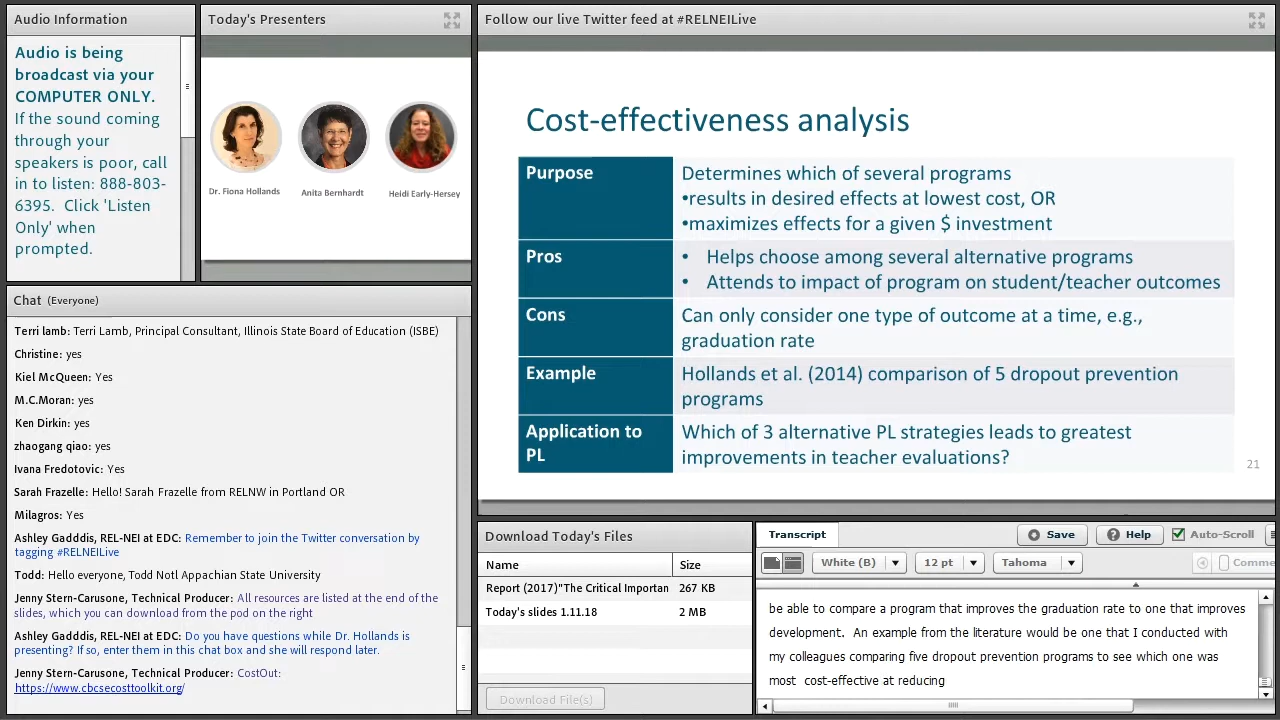 Audio Information
Audio is being
broadcast via your
COMPUTER ONLY.
If the sound coming
through your
speakers is poor, call
in to listen: 888-803-
6395.  Click 'Listen
Only' when
prompted.
Today's Presenters
Dr. Fiona Hollands
Anita Bernhardt
Heidi Early-Hersey
Chat (Everyone)
Terri lamb: Terri Lamb, Principal Consultant, Illinois State Board of Education (ISBE)
Christine: yes
Kiel McQueen: Yes
M.C.Moran: yes
Ken Dirkin: yes
zhaogang qiao: yes
Ivana Fredotovic: Yes
Sarah Frazelle: Hello! Sarah Frazelle from RELNW in Portland OR
Milagros: Yes
Ashley Gadddis, REL-NEI at EDC: Remember to join the Twitter conversation by
tagging #RELNEILive
Todd: Hello everyone, Todd Notl Appachian State University
Jenny Stern-Carusone, Technical Producer: All resources are listed at the end of the
slides, which you can download from the pod on the right
Ashley Gadddis, REL-NEI at EDC: Do you have questions while Dr. Hollands is
presenting? If so, enter them in this chat box and she will respond later.
Jenny Stern-Carusone, Technical Producer: CostOut:
https://www.cbcsecosttoolkit.org/
Follow our live Twitter feed at #RELNEILive
Cost-effectiveness analysis
Purpose
Determines which of several programs
•results in desired effects at lowest cost, OR
•maximizes effects for a given $ investment
Pros
• Helps choose among several alternative programs
• Attends to impact of program on student/teacher outcomes
Cons
Can only consider one type of outcome at a time, e.g.,
graduation rate
Example
Hollands et al. (2014) comparison of 5 dropout prevention
programs
Application to
PL
Which of 3 alternative PL strategies leads to greatest
improvements in teacher evaluations?
21
Download Today's Files
Name Size
Report (2017)"The Critical Importan 267 KB
Today's slides 1.11.18 2 MB
Download File(s)
Transcript
Save
Help
Auto-Scroll
White (B)
12 pt
Tahoma
Comme
be able to compare a program that improves the graduation rate to one that improves
development.  An example from the literature would be one that I conducted with
my colleagues comparing five dropout prevention programs to see which one was
most  cost-effective at reducing